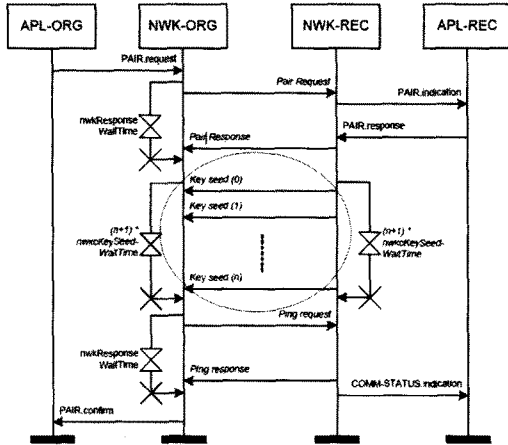 APL-ORG
NWK-ORG
NWK-REC
APL-REC
PAIR.request
Pair Request
PAIR.indication
nwkResponse
WaitTime
PAIR.response
Pair Response
Key seed (0)
Key seed (1)
(n+1) *
nwkcKeySeed-
WaitTime
(n+1) *
nwkcKeySeed-
WaitTime
Key seed (n)
Ping request
nwkResponse
WaitTime
Ping response
COMM-STATUS.indication
PAIR.confirm